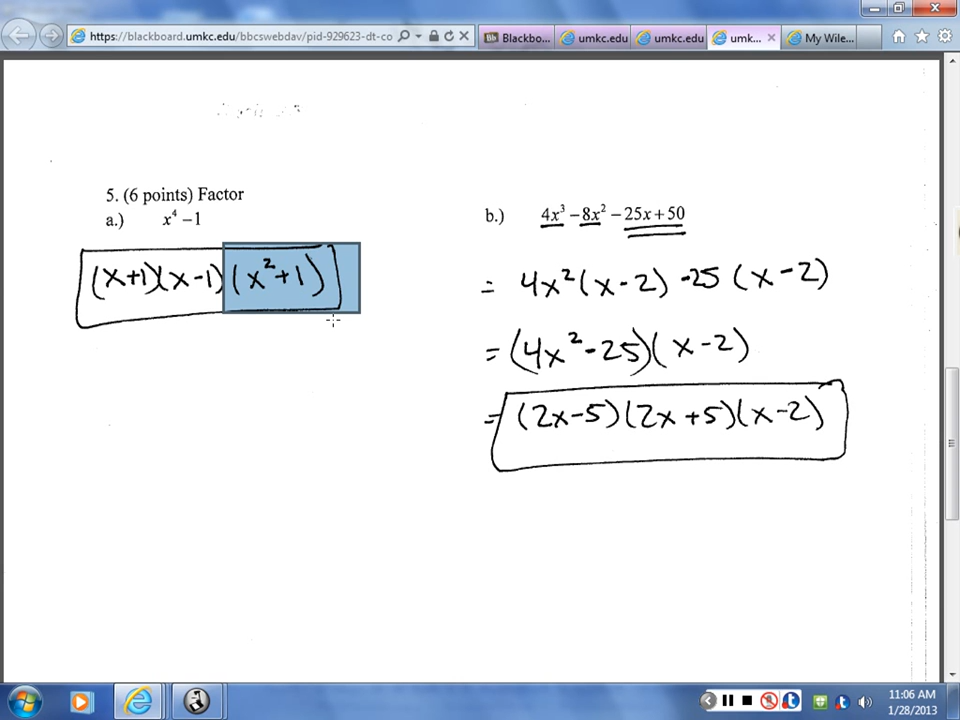 https://blackboard.umkc.edu/bbcswebdav/pid-929623-dt-co
Bb Blackbo...
umkc.edu
umkc.edu
umk...
My Wile...
5. (6 points) Factor
a.) x⁴ −1
(x+1)(x-1)(x²+1)
b.) 4x³ −8x² −25x+50
= 4x²(x-2) -25 (x-2)
= (4x²-25)(x-2)
= (2x-5)(2x+5)(x-2)
11:06 AM
1/28/2013